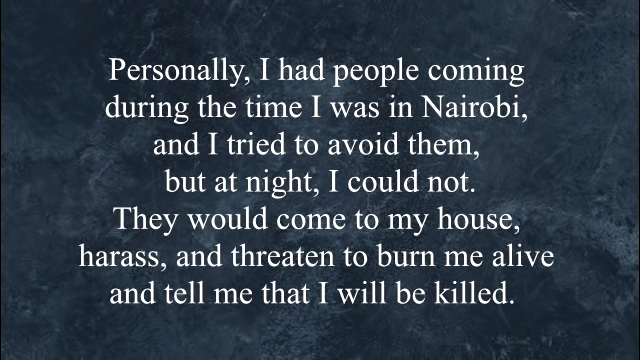 Personally, I had people coming
during the time I was in Nairobi,
and I tried to avoid them,
but at night, I could not.
They would come to my house,
harass, and threaten to burn me alive
and tell me that I will be killed.